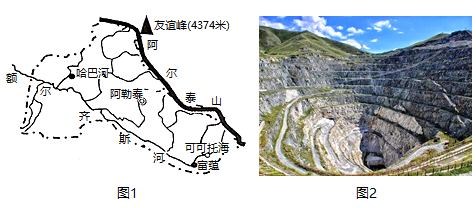 友谊峰(4374米)
阿
尔
泰
山
额
尔
齐
斯
河
哈巴河
阿勒泰
可可托海
富蕴
图1
图2